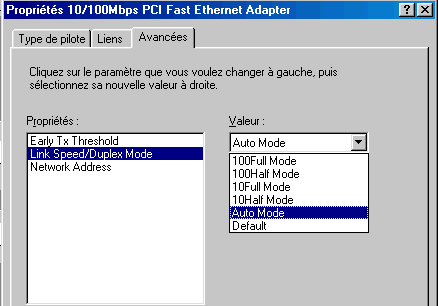 Propriétés 10/100Mbps PCI Fast Ethernet Adapter
Type de pilote Liens Avancées
Cliquez sur le paramètre que vous voulez changer à gauche, puis
sélectionnez sa nouvelle valeur à droite.
Propriétés :
Early Tx Threshold
Link Speed/Duplex Mode
Network Address
Valeur :
Auto Mode
100Full Mode
100Half Mode
10Full Mode
10Half Mode
Auto Mode
Default